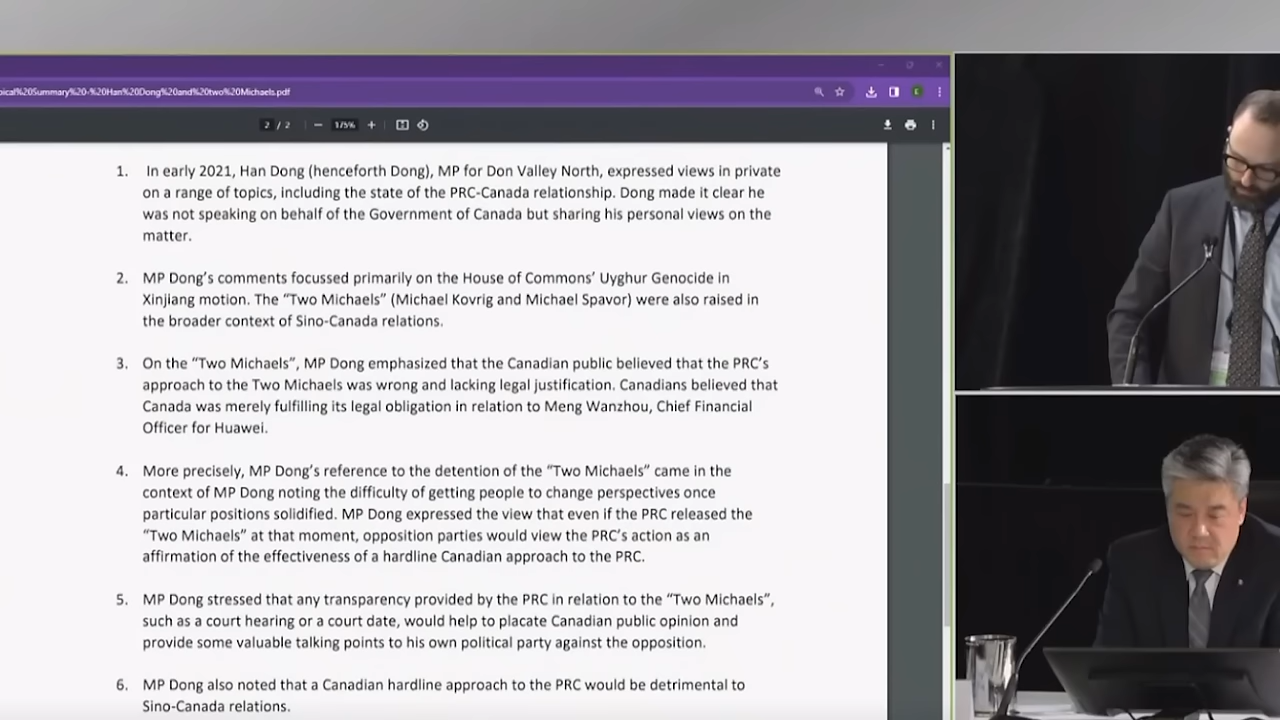 pical%20Summary%20-%20Han%20Dong%20and%20two%20Michaels.pdf
2 / 2 − 175% +
1. In early 2021, Han Dong (henceforth Dong), MP for Don Valley North, expressed views in private
on a range of topics, including the state of the PRC-Canada relationship. Dong made it clear he
was not speaking on behalf of the Government of Canada but sharing his personal views on the
matter.
2. MP Dong's comments focussed primarily on the House of Commons' Uyghur Genocide in
Xinjiang motion. The “Two Michaels” (Michael Kovrig and Michael Spavor) were also raised in
the broader context of Sino-Canada relations.
3. On the “Two Michaels”, MP Dong emphasized that the Canadian public believed that the PRC's
approach to the Two Michaels was wrong and lacking legal justification. Canadians believed that
Canada was merely fulfilling its legal obligation in relation to Meng Wanzhou, Chief Financial
Officer for Huawei.
4. More precisely, MP Dong's reference to the detention of the “Two Michaels” came in the
context of MP Dong noting the difficulty of getting people to change perspectives once
particular positions solidified. MP Dong expressed the view that even if the PRC released the
“Two Michaels” at that moment, opposition parties would view the PRC's action as an
affirmation of the effectiveness of a hardline Canadian approach to the PRC.
5. MP Dong stressed that any transparency provided by the PRC in relation to the “Two Michaels”,
such as a court hearing or a court date, would help to placate Canadian public opinion and
provide some valuable talking points to his own political party against the opposition.
6. MP Dong also noted that a Canadian hardline approach to the PRC would be detrimental to
Sino-Canada relations.